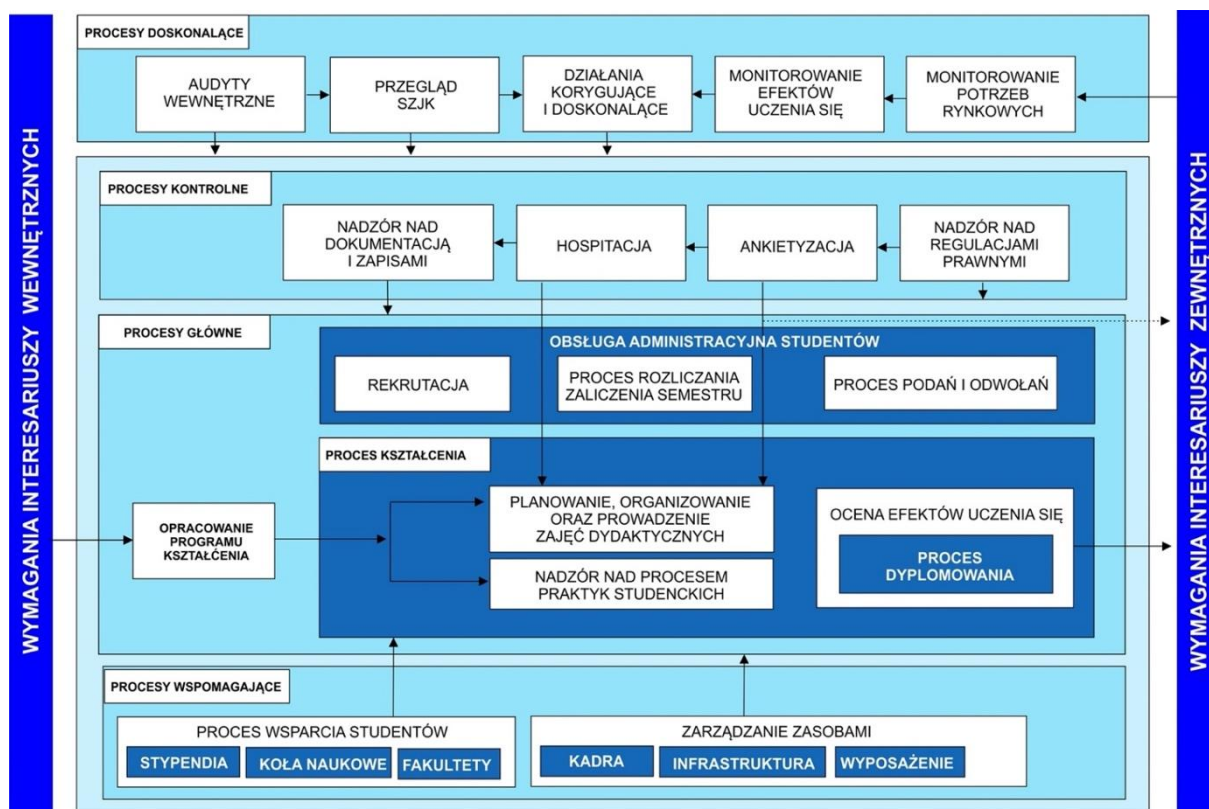 WYMAGANIA INTERESARIUSZY WEWNĘTRZNYCH
PROCESY DOSKONALĄCE
AUDYTY
WEWNĘTRZNE
PRZEGLĄD
SZJK
DZIAŁANIA
KORYGUJĄCE
I DOSKONALĄCE
MONITOROWANIE
EFEKTÓW
UCZENIA SIĘ
MONITOROWANIE
POTRZEB
RYNKOWYCH
PROCESY KONTROLNE
NADZÓR NAD
DOKUMENTACJĄ
I ZAPISAMI
HOSPITACJA
ANKIETYZACJA
NADZÓR NAD
REGULACJAMI
PRAWNYMI
PROCESY GŁÓWNE
OBSŁUGA ADMINISTRACYJNA STUDENTÓW
REKRUTACJA
PROCES ROZLICZANIA
ZALICZENIA SEMESTRU
PROCES PODAŃ I ODWOŁAŃ
PROCES KSZTAŁCENIA
OPRACOWANIE
PROGRAMU
KSZTAŁĆENIA
PLANOWANIE, ORGANIZOWANIE
ORAZ PROWADZENIE
ZAJĘĆ DYDAKTYCZNYCH
NADZÓR NAD PROCESEM
PRAKTYK STUDENCKICH
OCENA EFEKTÓW UCZENIA SIĘ
PROCES
DYPLOMOWANIA
PROCESY WSPOMAGAJĄCE
PROCES WSPARCIA STUDENTÓW
STYPENDIA
KOŁA NAUKOWE
FAKULTETY
ZARZĄDZANIE ZASOBAMI
KADRA
INFRASTRUKTURA
WYPOSAŻENIE
WYMAGANIA INTERESARIUSZY ZEWNĘTRZNYCH